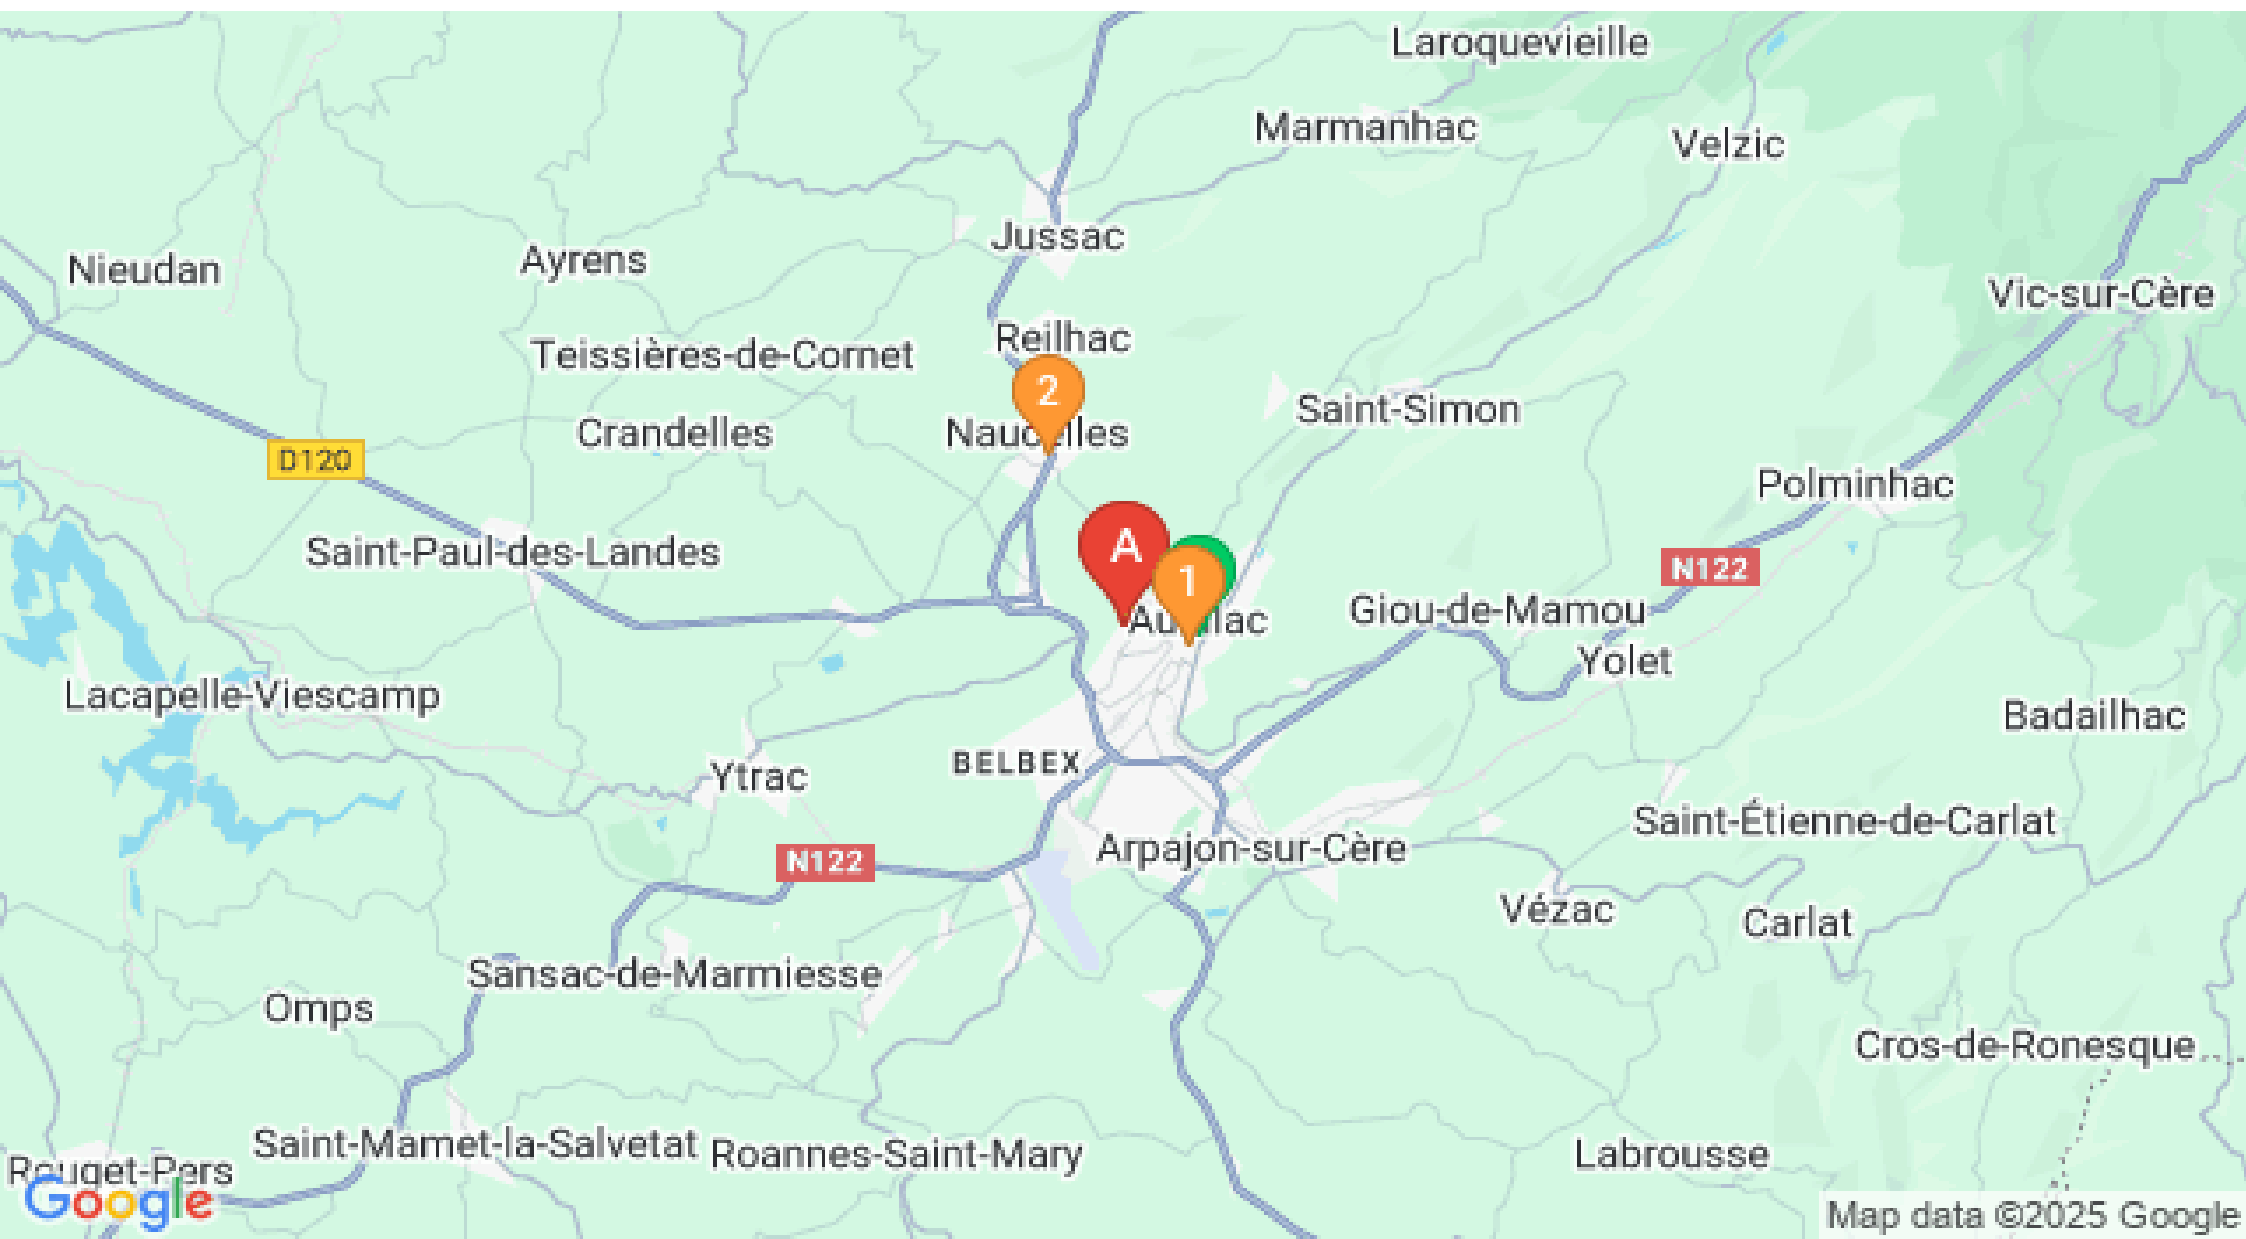 Laroquevieille
Marmanhac
Velzic
Jussac
Nieudan
Ayrens
Vic-sur-Cère
Reilhac
Teissières-de-Cornet
2
Saint-Simon
Crandelles
Naucelles
D120
Polminhac
A
Saint-Paul-des-Landes
N122
1
Giou-de-Mamou
Aurillac
Yolet
Lacapelle-Viescamp
Badailhac
BELBEX
Ytrac
Saint-Étienne-de-Carlat
Arpajon-sur-Cère
N122
Vézac
Carlat
Sansac-de-Marmiesse
Omps
Cros-de-Ronesque
Saint-Mamet-la-Salvetat
Roannes-Saint-Mary
Labrousse
Rouget-Pers
Google
Map data ©2025 Google